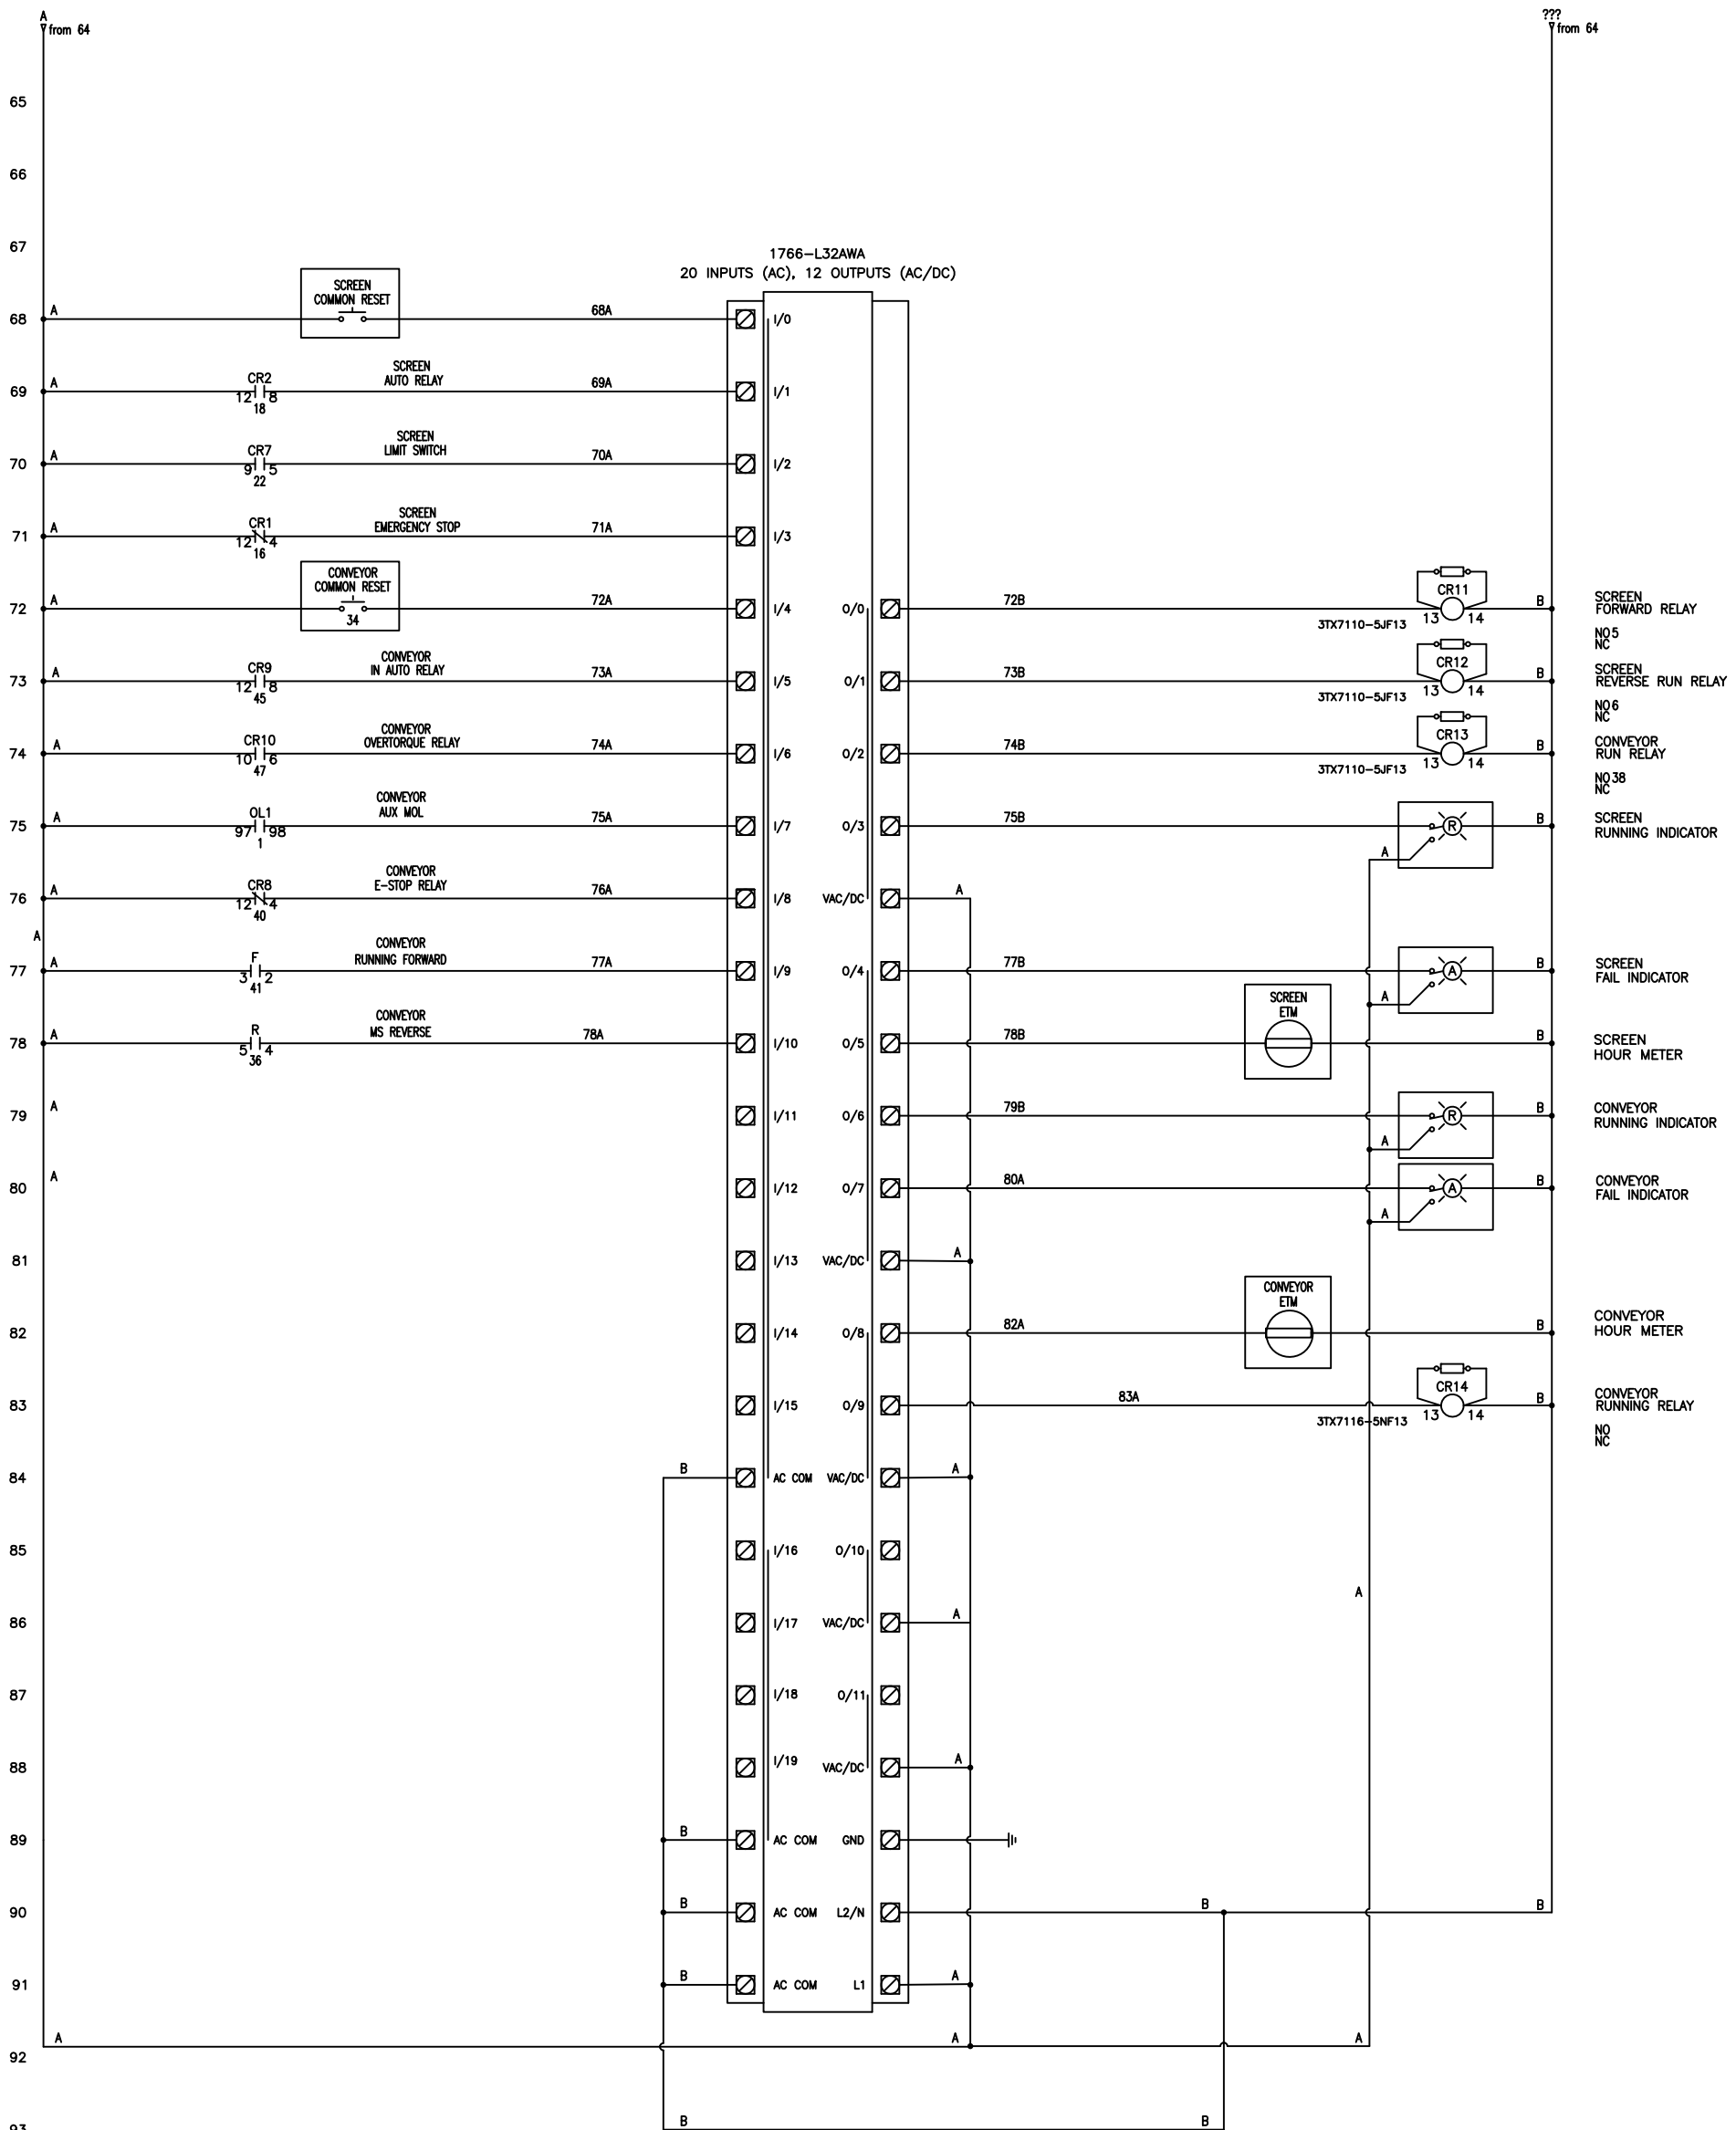 A
from 64
???
from 64
65
66
67
1766-L32AWA
20 INPUTS (AC), 12 OUTPUTS (AC/DC)
SCREEN
COMMON RESET
68 A 68A I/0
SCREEN
AUTO RELAY
69 A CR2 69A I/1
12 8
18
SCREEN
LIMIT SWITCH
70 A CR7 70A I/2
9 5
22
SCREEN
EMERGENCY STOP
71 A CR1 71A I/3
12 4
16
CONVEYOR
COMMON RESET
72 A 72A I/4 O/0 72B CR11 B
34
3TX7110-5JF13 13 14
SCREEN
FORWARD RELAY
NO 5
NC
CONVEYOR
IN AUTO RELAY
73 A CR9 73A I/5 O/1 73B CR12 B
12 8
45
3TX7110-5JF13 13 14
SCREEN
REVERSE RUN RELAY
NO 6
NC
CONVEYOR
OVERTORQUE RELAY
74 A CR10 74A I/6 O/2 74B CR13 B
10 6
47
3TX7110-5JF13 13 14
CONVEYOR
RUN RELAY
NO 38
NC
CONVEYOR
AUX MOL
75 A OL1 75A I/7 O/3 75B R B
97 98
1
A
SCREEN
RUNNING INDICATOR
CONVEYOR
E-STOP RELAY
76 A CR8 76A I/8 VAC/DC A
12 4
40
A
CONVEYOR
RUNNING FORWARD
77 A F 77A I/9 O/4 77B A B
3 2
41
A
SCREEN
FAIL INDICATOR
CONVEYOR
MS REVERSE
SCREEN
ETM
78 A R 78A I/10 O/5 78B B
5 4
36
SCREEN
HOUR METER
79 A I/11 O/6 79B R B
A
CONVEYOR
RUNNING INDICATOR
80 A I/12 O/7 80A A B
A
CONVEYOR
FAIL INDICATOR
81 I/13 VAC/DC A
CONVEYOR
ETM
82 I/14 O/8 82A B
CONVEYOR
HOUR METER
83 I/15 O/9 83A CR14 B
3TX7116-5NF13 13 14
CONVEYOR
RUNNING RELAY
NO
NC
84 B AC COM VAC/DC A
85 I/16 O/10
A
86 I/17 VAC/DC A
87 I/18 O/11
88 I/19 VAC/DC A
89 B AC COM GND
90 B AC COM L2/N B B
91 B AC COM L1 A
A A A
92
B B
93